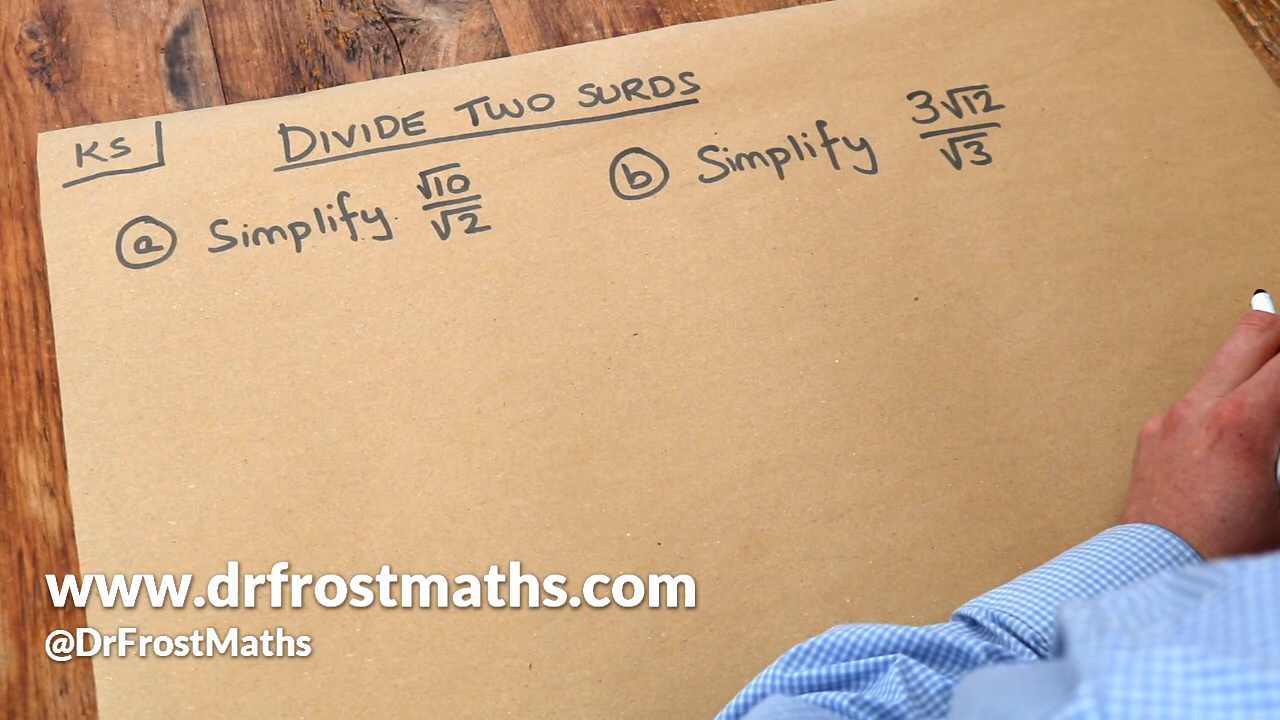 KS
DIVIDE TWO SURDS
a Simplify √10/√2
b Simplify 3√12/√3
www.drfrostmaths.com
@DrFrostMaths